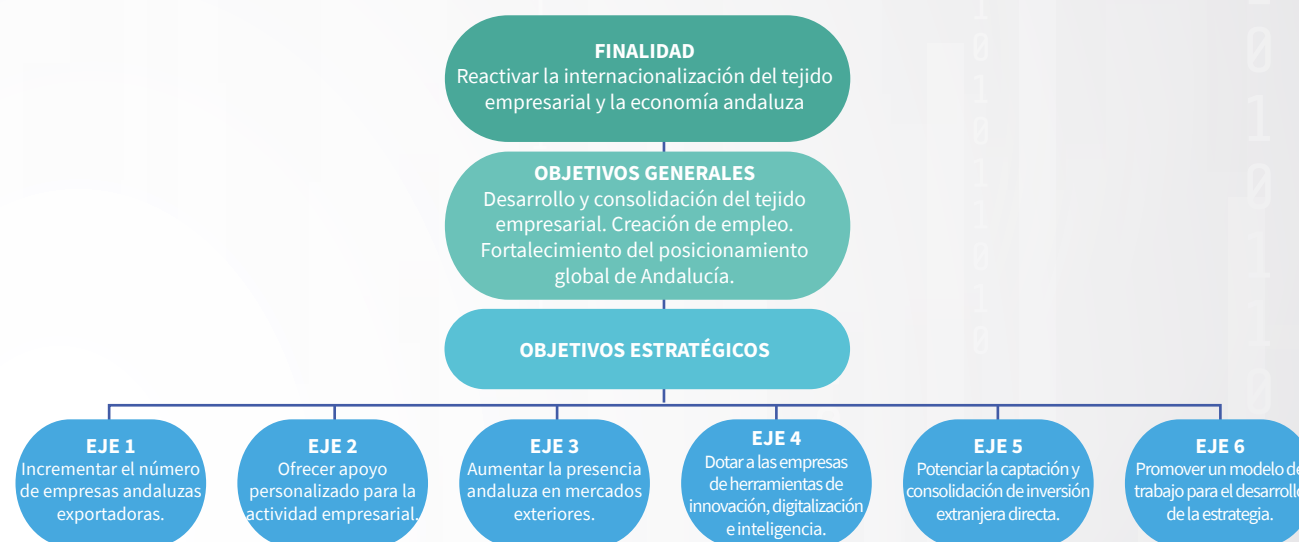 FINALIDAD
Reactivar la internacionalización del tejido
empresarial y la economía andaluza
OBJETIVOS GENERALES
Desarrollo y consolidación del tejido
empresarial. Creación de empleo.
Fortalecimiento del posicionamiento
global de Andalucía.
OBJETIVOS ESTRATÉGICOS
EJE 1
Incrementar el número
de empresas andaluzas
exportadoras.
EJE 2
Ofrecer apoyo
personalizado para la
actividad empresarial.
EJE 3
Aumentar la presencia
andaluza en mercados
exteriores.
EJE 4
Dotar a las empresas
de herramientas de
innovación, digitalización
e inteligencia.
EJE 5
Potenciar la captación y
consolidación de inversión
extranjera directa.
EJE 6
Promover un modelo de
trabajo para el desarrollo
de la estrategia.